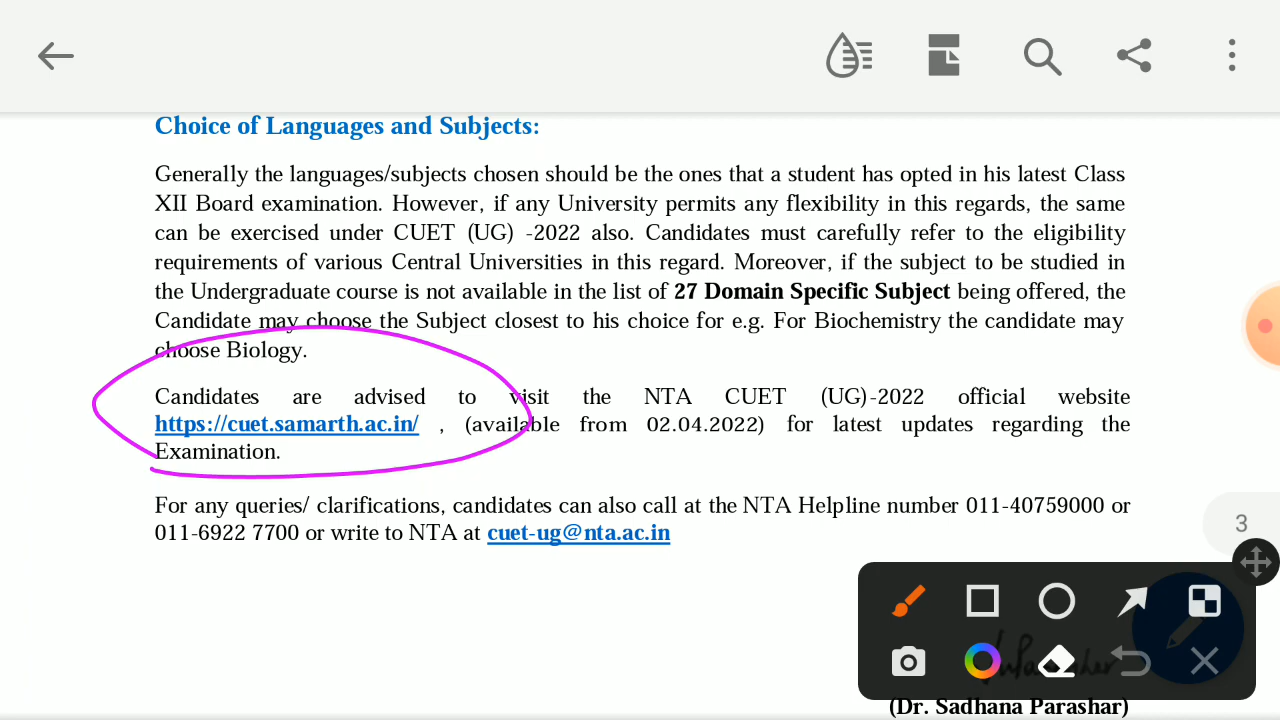 Choice of Languages and Subjects:
Generally the languages/subjects chosen should be the ones that a student has opted in his latest Class
XII Board examination. However, if any University permits any flexibility in this regards, the same
can be exercised under CUET (UG) -2022 also. Candidates must carefully refer to the eligibility
requirements of various Central Universities in this regard. Moreover, if the subject to be studied in
the Undergraduate course is not available in the list of 27 Domain Specific Subject being offered, the
Candidate may choose the Subject closest to his choice for e.g. For Biochemistry the candidate may
choose Biology.
Candidates are advised to visit the NTA CUET (UG)-2022 official website
https://cuet.samarth.ac.in/ , (available from 02.04.2022) for latest updates regarding the
Examination.
For any queries/ clarifications, candidates can also call at the NTA Helpline number 011-40759000 or
011-6922 7700 or write to NTA at cuet-ug@nta.ac.in
3
(Dr. Sadhana Parashar)